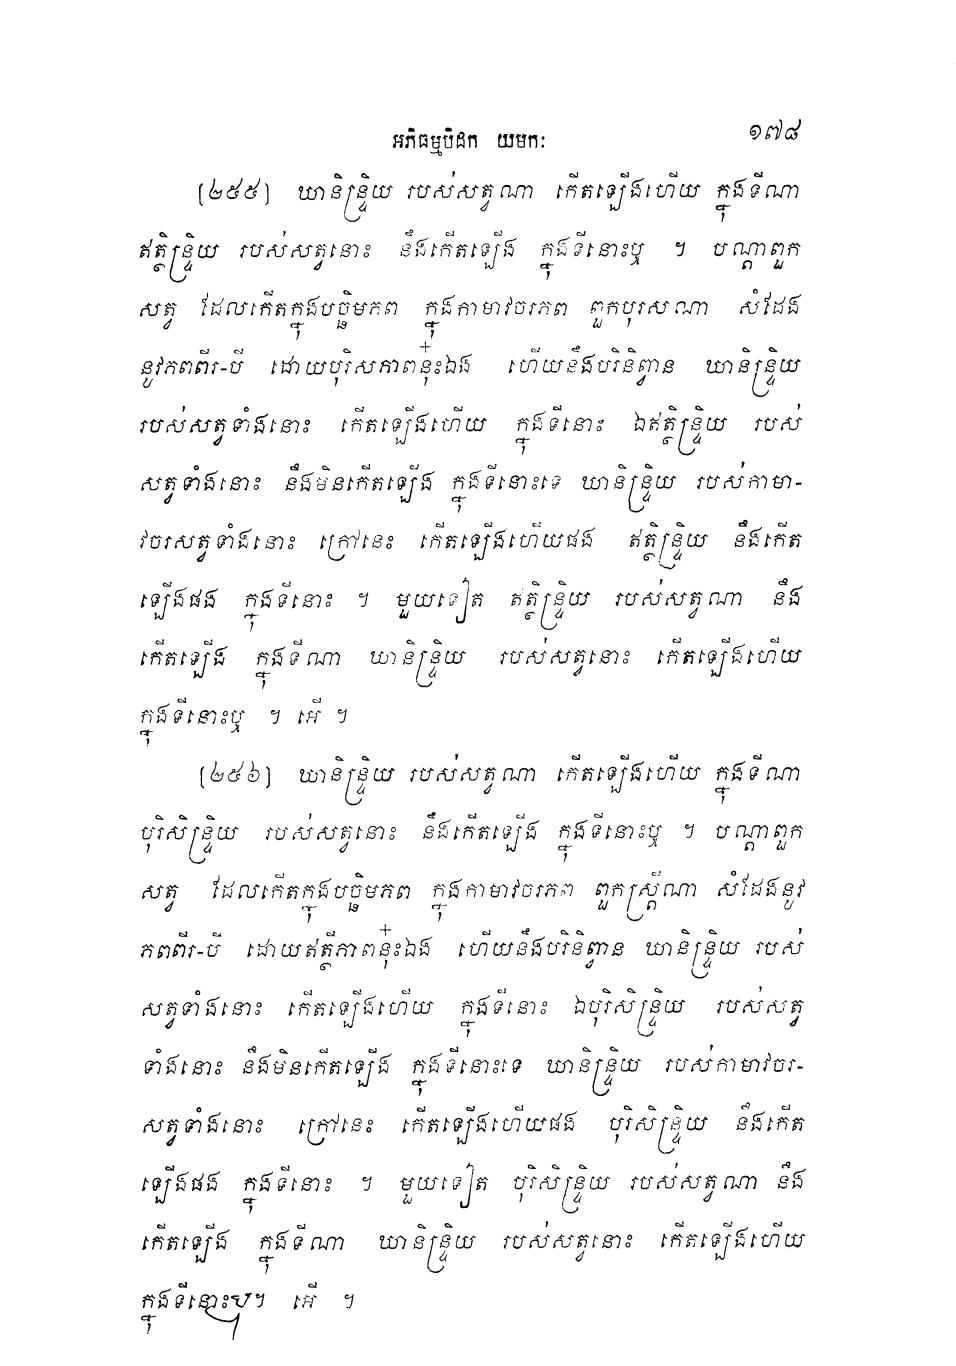 អភិធម្មបិដក យមកៈ
១៧៨
[២៥៥] ឃានិន្ទ្រិយ របស់សត្វណា កើតឡើងហើយ ក្នុងទីណា
ឥត្ថិន្ទ្រិយ របស់សត្វនោះ នឹងកើតឡើង ក្នុងទីនោះឬ ។ បណ្តាពួក
សត្វ ដែលកើតក្នុងបច្ឆិមភព ក្នុងកាមាវចរភព ពួកបុរសណា សំដែង
នូវភពពីរ-បី ដោយបុរិសភាពនុ៎ះឯង ហើយនឹងបរិនិព្វាន ឃានិន្ទ្រិយ
របស់សត្វទាំងនោះ កើតឡើងហើយ ក្នុងទីនោះ ឯឥត្ថិន្ទ្រិយ របស់
សត្វទាំងនោះ នឹងមិនកើតឡើង ក្នុងទីនោះទេ ឃានិន្ទ្រិយ របស់កាមា-
វចរសត្វទាំងនោះ ក្រៅនេះ កើតឡើងហើយផង ឥត្ថិន្ទ្រិយ នឹងកើត
ឡើងផង ក្នុងទីនោះ ។ មួយទៀត ឥត្ថិន្ទ្រិយ របស់សត្វណា នឹង
កើតឡើង ក្នុងទីណា ឃានិន្ទ្រិយ របស់សត្វនោះ កើតឡើងហើយ
ក្នុងទីនោះឬ ។ អើ ។
[២៥៦] ឃានិន្ទ្រិយ របស់សត្វណា កើតឡើងហើយ ក្នុងទីណា
បុរិសិន្ទ្រិយ របស់សត្វនោះ នឹងកើតឡើង ក្នុងទីនោះឬ ។ បណ្តាពួក
សត្វ ដែលកើតក្នុងបច្ឆិមភព ក្នុងកាមាវចរភព ពួកស្ត្រីណា សំដែងនូវ
ភពពីរ-បី ដោយឥត្ថីភាពនុ៎ះឯង ហើយនឹងបរិនិព្វាន ឃានិន្ទ្រិយ របស់
សត្វទាំងនោះ កើតឡើងហើយ ក្នុងទីនោះ ឯបុរិសិន្ទ្រិយ របស់សត្វ
ទាំងនោះ នឹងមិនកើតឡើង ក្នុងទីនោះទេ ឃានិន្ទ្រិយ របស់កាមាវចរ-
សត្វទាំងនោះ ក្រៅនេះ កើតឡើងហើយផង បុរិសិន្ទ្រិយ នឹងកើត
ឡើងផង ក្នុងទីនោះ ។ មួយទៀត បុរិសិន្ទ្រិយ របស់សត្វណា នឹង
កើតឡើង ក្នុងទីណា ឃានិន្ទ្រិយ របស់សត្វនោះ កើតឡើងហើយ
ក្នុងទីនោះឬ ។ អើ ។